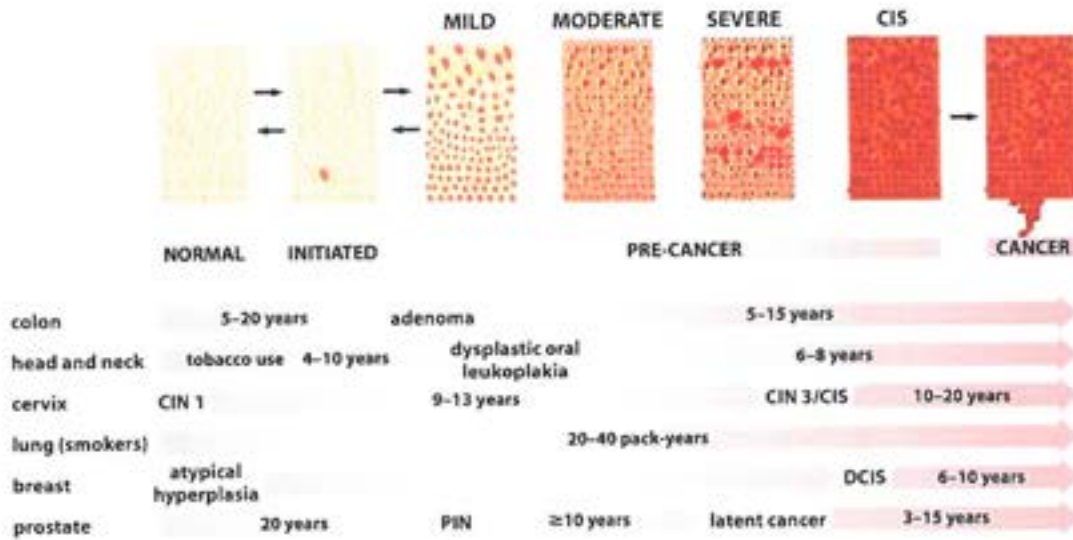 MILD MODERATE SEVERE CIS
NORMAL INITIATED PRE-CANCER CANCER
colon 5–20 years adenoma 5–15 years
head and neck tobacco use 4–10 years dysplastic oral leukoplakia 6–8 years
cervix CIN 1 9–13 years CIN 3/CIS 10–20 years
lung (smokers) 20–40 pack-years
breast atypical hyperplasia DCIS 6–10 years
prostate 20 years PIN ≥10 years latent cancer 3–15 years